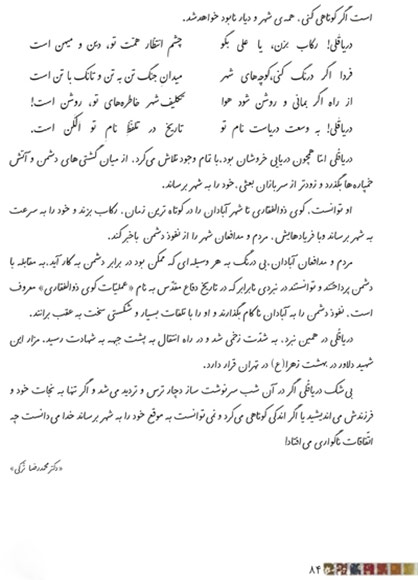 است اگر کوتاهی کنی، همه‌ی شهر و دیار نابود خواهد شد.
دریاقلی! رکاب بزن، یا علی بگو چشم انتظار همّت تو، دین و میهن است
فردا اگر درنگ کنی، کوچه‌های شهر میدان جنگ تن به تن و تانک با تن است
از راه اگر بمانی و روشن شود هوا تکلیف شهر خاطره‌های تو، روشن است!
دریاقلی! به وسعت دریاست نام تو تاریخ در تلفّظ نام تو الکن است.
دریاقلی امّا همچون دریایی خروشان بود، با تمام وجود تلاش می‌کرد. از میان گشتی‌های دشمن و آتش
خمپاره‌ها بگذرد و زودتر از سربازان بعثی، خود را به شهر برساند.
او توانست، کوی ذوالفقاری تا شهر آبادان را در کوتاه ترین زمان، رکاب بزند و خود را به سرعت
به شهر برساند و با فریادهایش، مردم و مدافعان شهر را از نفوذ دشمن باخبر کند.
مردم و مدافعان آبادان، بی درنگ به هر وسیله ای که ممکن بود در برابر دشمن به کار آید، به مقابله با
دشمن پرداختند و توانستند در نبردی نابرابر که در تاریخ دفاع مقدّس به نام «عملیات کوی ذوالفقاری» معروف
است، نفوذ دشمن را به آبادان ناکام بگذارند و او را با تلفات بسیار و شکستی سخت به عقب برانند.
دریاقلی در همین نبرد، به شدّت زخمی شد و در راه انتقال به پشت جبهه به شهادت رسید. مزار این
شهید دلاور در بهشت زهرا(ع) در تهران قرار دارد.
بی شک دریاقلی اگر در آن شب سرنوشت ساز دچار ترس و تردید می‌شد و اگر تنها به نجات خود و
فرزندش می‌اندیشید یا اگر اندکی کوتاهی می‌کرد و نمی‌توانست به موقع خود را به شهر برساند خدا می‌دانست چه
اتّفاقات ناگواری می‌افتاد!
«دکتر محمدرضا تُرکی»
۸۴